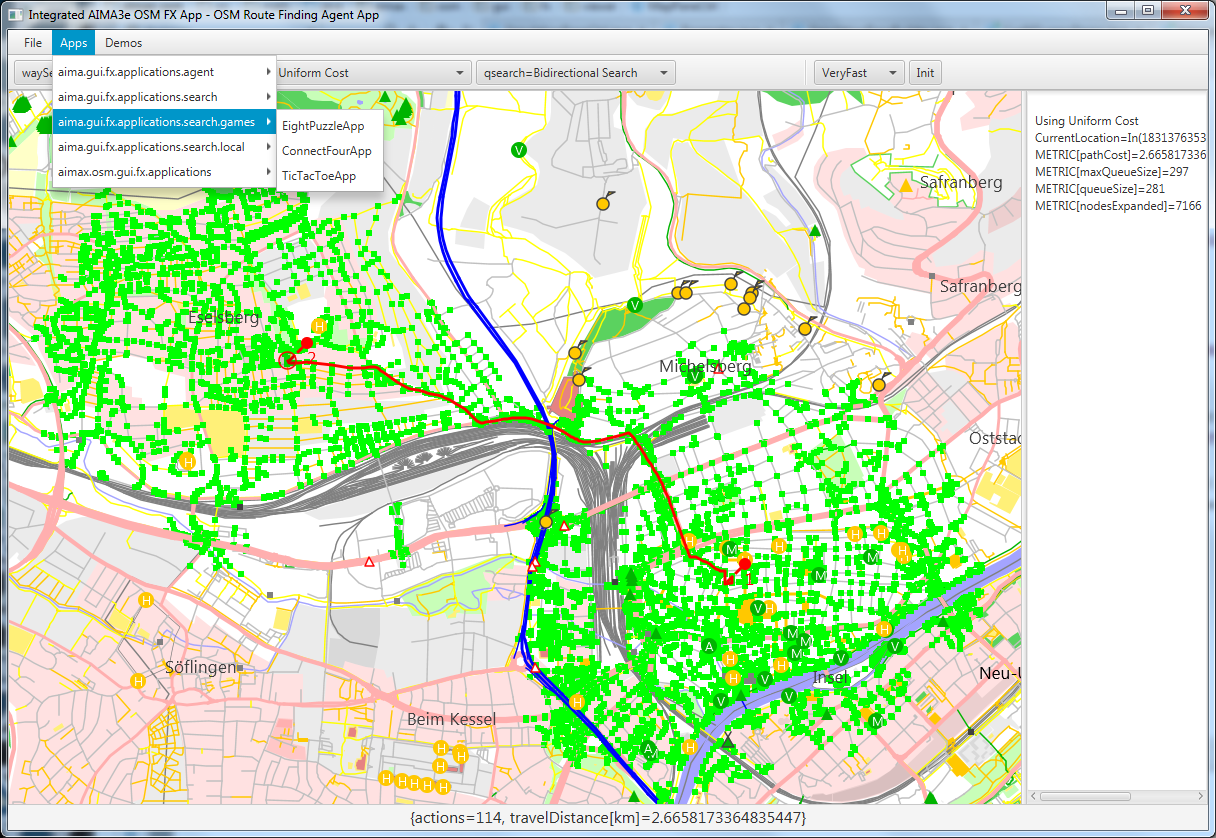 Integrated AIMA3e OSM FX App - OSM Route Finding Agent App
File Apps Demos
Uniform Cost
qsearch=Bidirectional Search
VeryFast
Init
aima.gui.fx.applications.agent
aima.gui.fx.applications.search
aima.gui.fx.applications.search.games
aima.gui.fx.applications.search.local
aimax.osm.gui.fx.applications
EightPuzzleApp
ConnectFourApp
TicTacToeApp
Using Uniform Cost
CurrentLocation=In(1831376353
METRIC[pathCost]=2.665817336
METRIC[maxQueueSize]=297
METRIC[queueSize]=281
METRIC[nodesExpanded]=7166
Safranberg
Safranberg
Eselsberg
2
Michelsberg
Oststad
1
Söflingen
Insel
Neu-U
Beim Kessel
{actions=114, travelDistance[km]=2.6658173364835447}